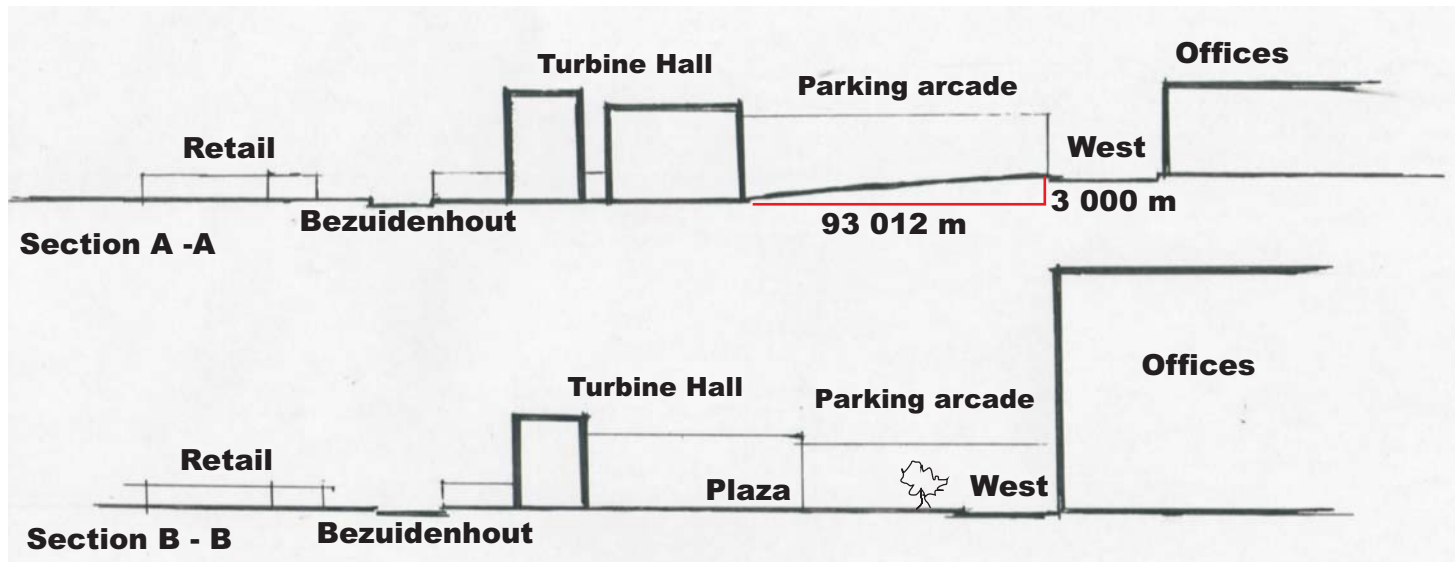 Offices
Turbine Hall
Parking arcade
Retail
West
Bezuidenhout
3 000 m
93 012 m
Section A -A
Offices
Turbine Hall
Parking arcade
Retail
Plaza
West
Bezuidenhout
Section B - B